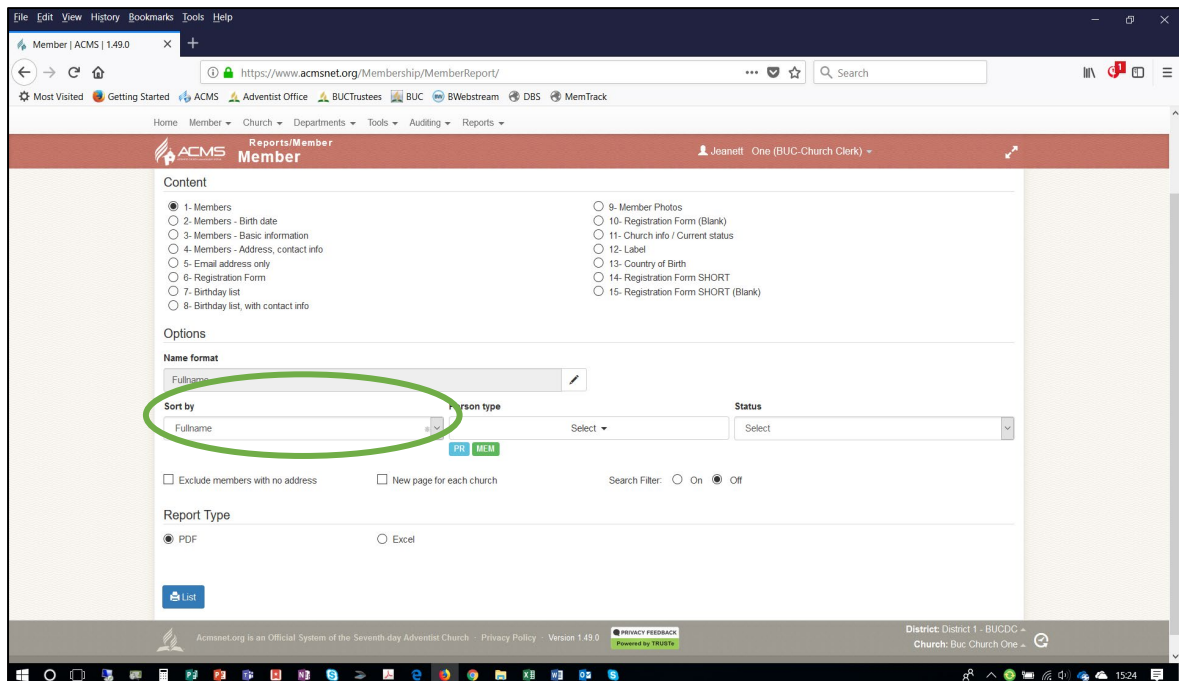 File Edit View History Bookmarks Tools Help
Member | ACMS | 1.49.0
https://www.acmsnet.org/Membership/MemberReport/
Search
1
Most Visited Getting Started ACMS Adventist Office BUCTrustees BUC BWebstream DBS MemTrack
Home Member Church Departments Tools Auditing Reports
ACMS Reports/Member
Member
Jeanett One (BUC-Church Clerk)
Content
1- Members
2- Members - Birth date
3- Members - Basic information
4- Members - Address, contact info
5- Email address only
6- Registration Form
7- Birthday list
8- Birthday list, with contact info
9- Member Photos
10- Registration Form (Blank)
11- Church info / Current status
12- Label
13- Country of Birth
14- Registration Form SHORT
15- Registration Form SHORT (Blank)
Options
Name format
Fullname
Sort by Person type Status
Fullname Select Select
PR MEM
Exclude members with no address New page for each church Search Filter: On Off
Report Type
PDF Excel
List
Acmsnet.org is an Official System of the Seventh-day Adventist Church - Privacy Policy - Version 1.49.0
PRIVACY FEEDBACK
Powered by TRUSTe
District: District 1 - BUCDC
Church: Buc Church One
15:24